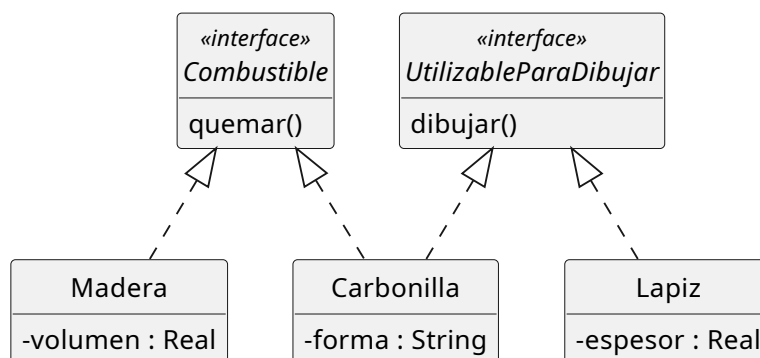 «interface»
Combustible
quemar()
«interface»
UtilizableParaDibujar
dibujar()
Madera
-volumen : Real
Carbonilla
-forma : String
Lapiz
-espesor : Real